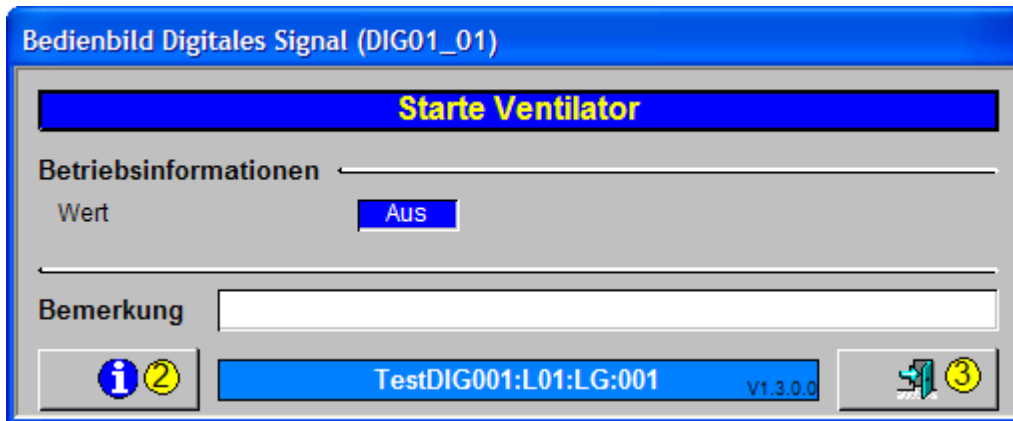 Bedienbild Digitales Signal (DIG01_01)
Starte Ventilator
Betriebsinformationen
Wert Aus
Bemerkung
i 2 TestDIG001:L01:LG:001 V1.3.0.0 3